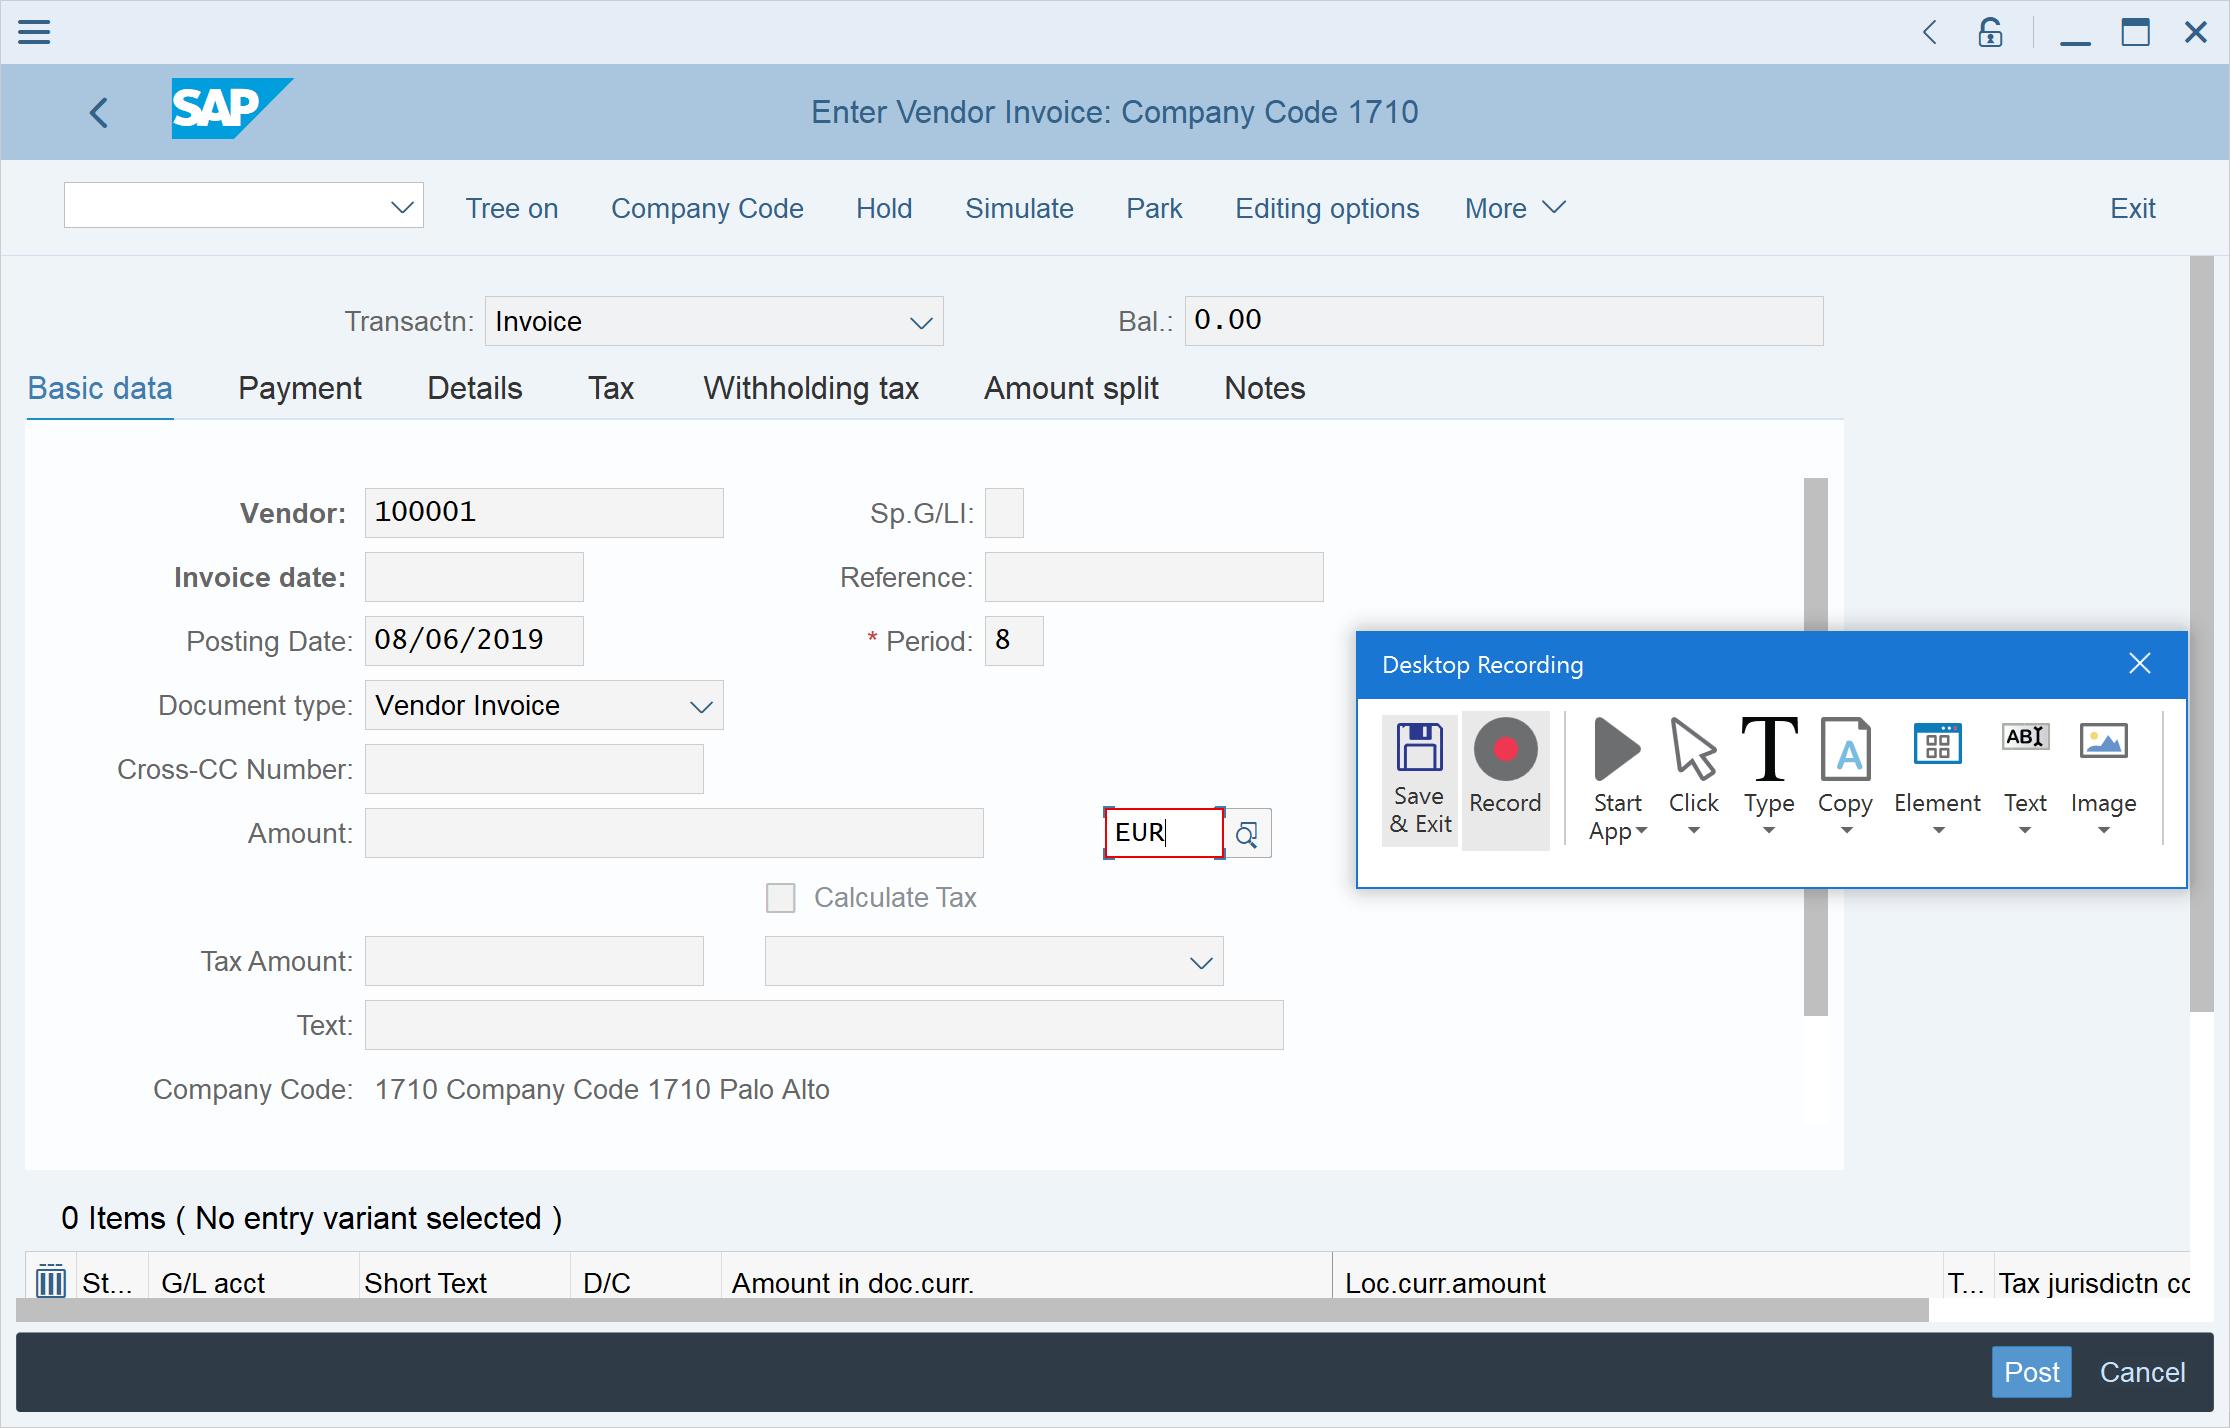 SAP
Enter Vendor Invoice: Company Code 1710
Tree on Company Code Hold Simulate Park Editing options More Exit
Transactn: Invoice Bal.: 0.00
Basic data Payment Details Tax Withholding tax Amount split Notes
Vendor: 100001 Sp.G/LI:
Invoice date: Reference:
Posting Date: 08/06/2019 * Period: 8
Document type: Vendor Invoice
Cross-CC Number:
Amount: EUR
Calculate Tax
Tax Amount:
Text:
Company Code: 1710 Company Code 1710 Palo Alto
Desktop Recording
A ABI
Save & Exit Record Start App Click T Type Copy Element Text Image
0 Items ( No entry variant selected )
St... G/L acct Short Text D/C Amount in doc.curr. Loc.curr.amount T... Tax jurisdictn cc
Post Cancel